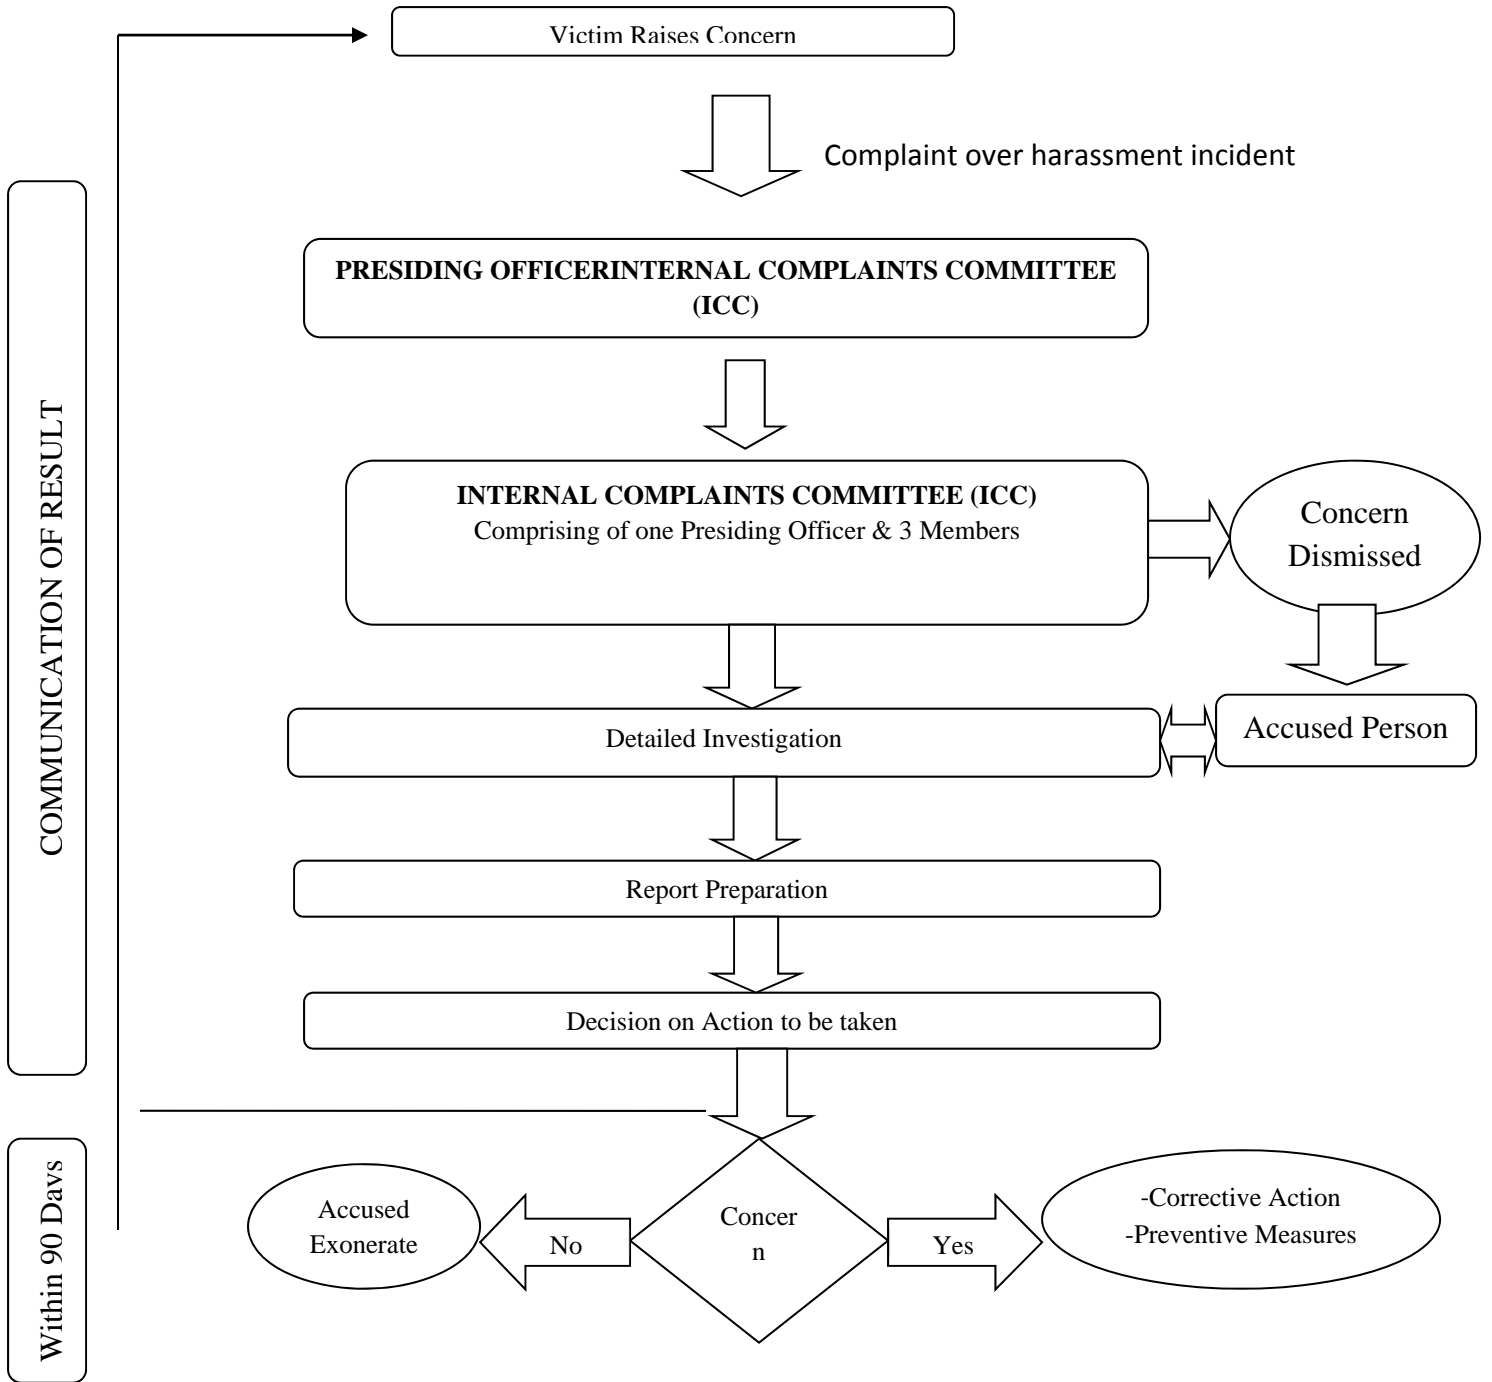 Victim Raises Concern
Complaint over harassment incident
PRESIDING OFFICERINTERNAL COMPLAINTS COMMITTEE
(ICC)
INTERNAL COMPLAINTS COMMITTEE (ICC)
Comprising of one Presiding Officer & 3 Members
Concern
Dismissed
Detailed Investigation
Accused Person
Report Preparation
Decision on Action to be taken
COMMUNICATION OF RESULT
Within 90 Days
Accused
Exonerate
No
Concer
n
Yes
-Corrective Action
-Preventive Measures